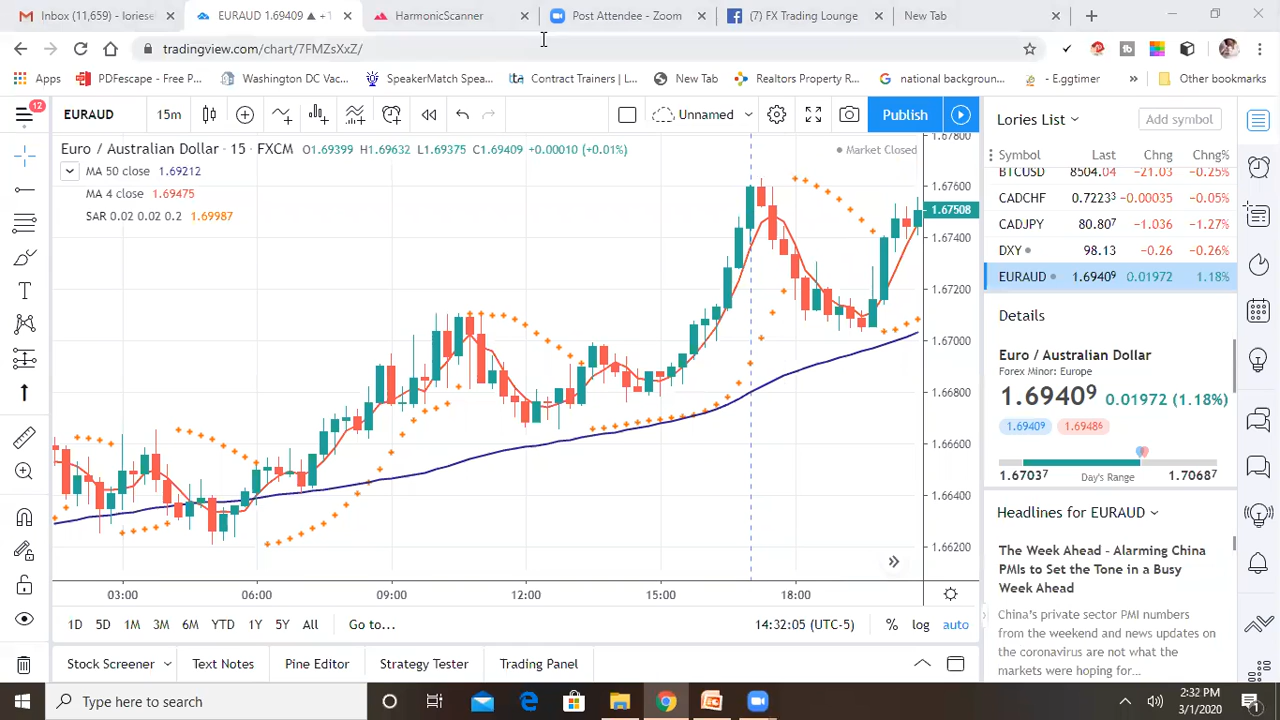 Inbox (11,659) - loriese
EURAUD 1.69409 ▲ + 1
HarmonicScanner
Post Attendee - Zoom
(7) FX Trading Lounge
New Tab
tradingview.com/chart/7FMZsXxZ/
Apps
PDFescape - Free P...
Washington DC Vac...
SpeakerMatch Spea...
Contract Trainers | L...
New Tab
Realtors Property R...
national backgroun...
- E.ggtimer
Other bookmarks
12
EURAUD
15m
Unnamed
Publish
Lories List
Add symbol
Euro / Australian Dollar · 15 · FXCM O1.69399 H1.69632 L1.69375 C1.69409 +0.00010 (+0.01%)
Market Closed
MA 50 close 1.69212
MA 4 close 1.69475
SAR 0.02 0.02 0.2 1.69987
1.67800
1.67600
1.67508
1.67400
1.67200
1.67000
1.66800
1.66600
1.66400
1.66200
03:00 06:00 09:00 12:00 15:00 18:00
1D 5D 1M 3M 6M YTD 1Y 5Y All Go to...
14:32:05 (UTC-5) % log auto
Stock Screener
Text Notes
Pine Editor
Strategy Tester
Trading Panel
Symbol Last Chng Chng%
BTCUSD 8504.04 -21.03 -0.25%
CADCHF 0.72233 -0.00035 -0.05%
CADJPY 80.807 -1.036 -1.27%
DXY 98.13 -0.26 -0.26%
EURAUD 1.69409 0.01972 1.18%
Details
Euro / Australian Dollar
Forex Minor: Europe
1.69409 0.01972 (1.18%)
1.69409 1.69486
1.67037 Day's Range 1.70687
Headlines for EURAUD
The Week Ahead - Alarming China
PMIs to Set the Tone in a Busy
Week Ahead
China's private sector PMI numbers
from the weekend and news updates on
the coronavirus are not what the
markets were hoping for...
Type here to search
2:32 PM
3/1/2020
1